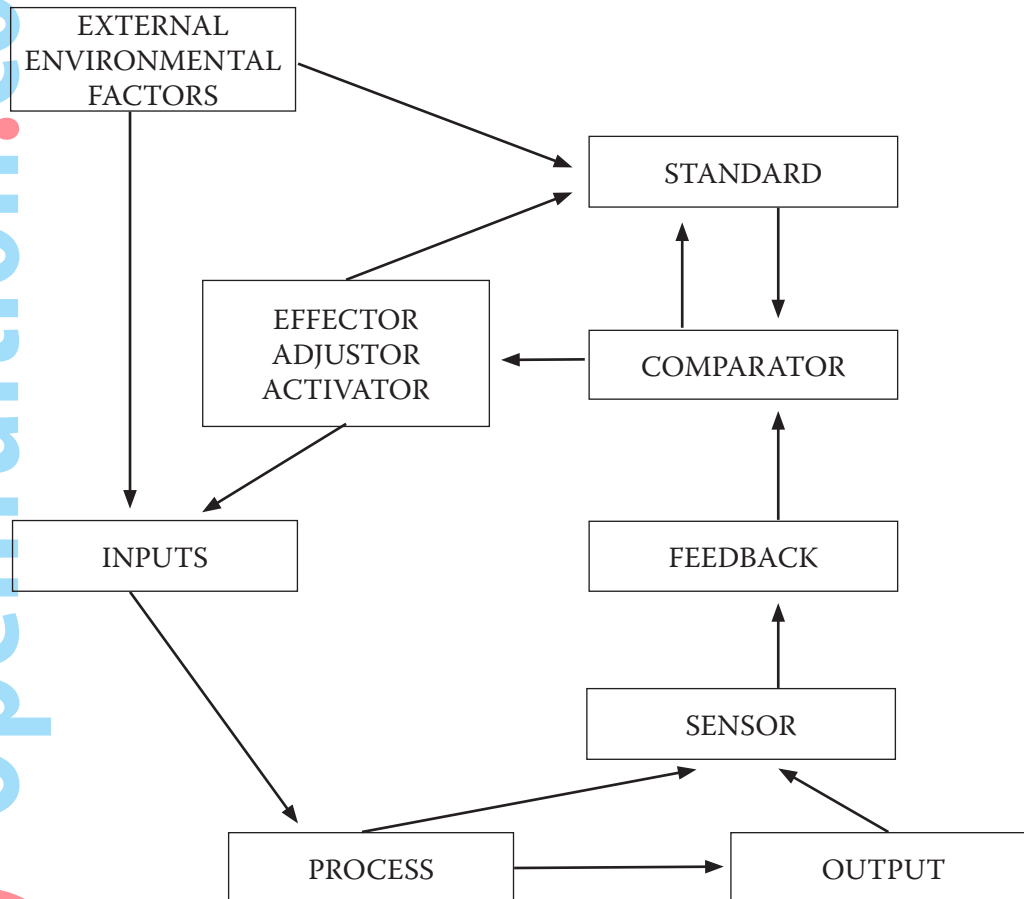 EXTERNAL
ENVIRONMENTAL
FACTORS
STANDARD
EFFECTOR
ADJUSTOR
ACTIVATOR
COMPARATOR
INPUTS
FEEDBACK
SENSOR
PROCESS
OUTPUT